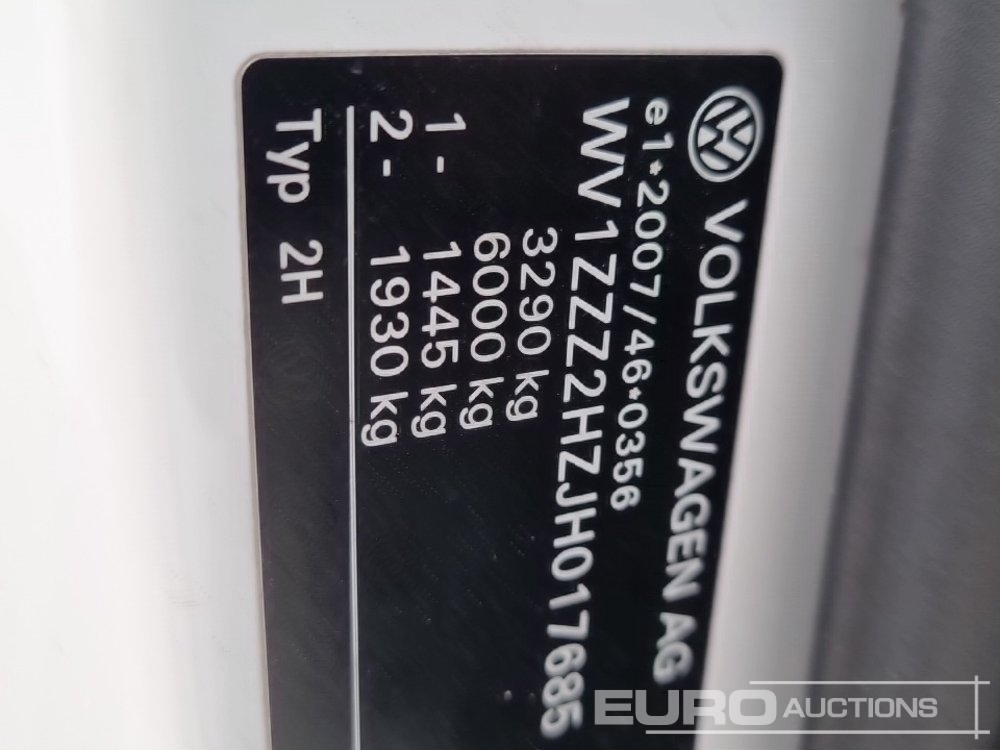 VOLKSWAGEN AG
e1*2007/46*0356
WV1ZZZ2HZJH017685
3290 kg
6000 kg
1- 1445 kg
2- 1930 kg
Typ 2H
EURO AUCTIONS